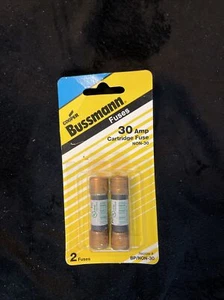 COOPER
Bussmann
Fuses
30 Amp
Cartridge Fuse
NON-30
2 Fuses
BP/NON-30